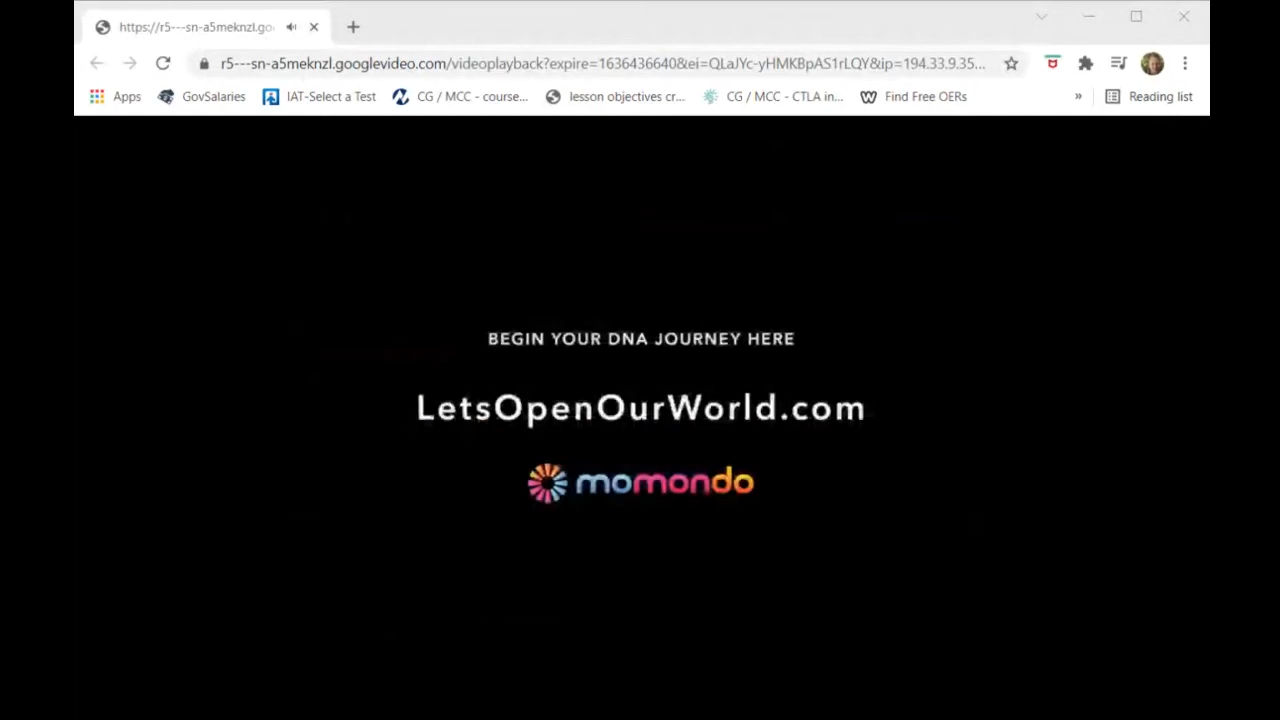 https://r5---sn-a5meknzl.go
r5---sn-a5meknzl.googlevideo.com/videoplayback?expire=1636436640&ei=QLaJYc-yHMKBpAS1rLQY&ip=194.33.9.35...
Apps GovSalaries IAT-Select a Test CG / MCC - course... lesson objectives cr... CG / MCC - CTLA in... Find Free OERs » Reading list
BEGIN YOUR DNA JOURNEY HERE
LetsOpenOurWorld.com
momondo